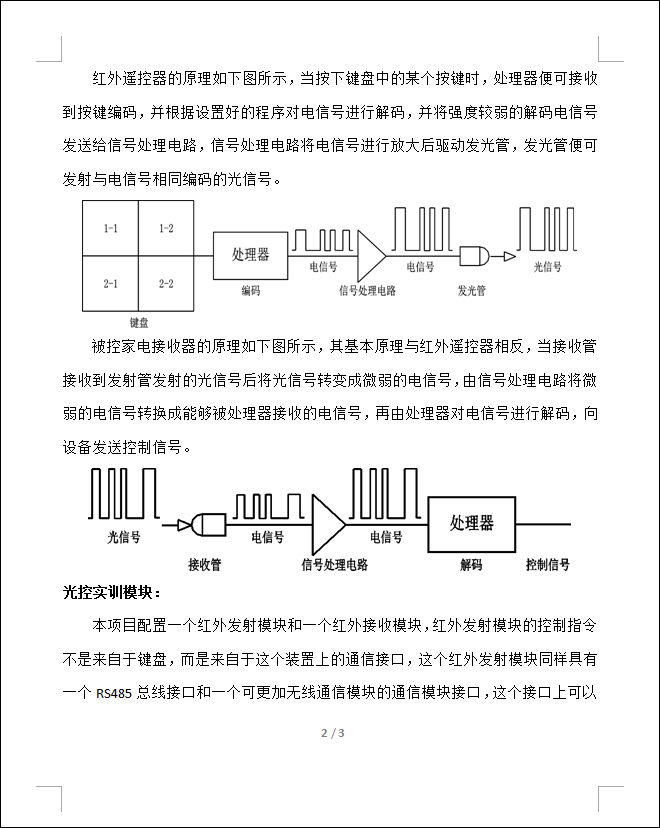 红外遥控器的原理如下图所示，当按下键盘中的某个按键时，处理器便可接收
到按键编码，并根据设置好的程序对电信号进行解码，并将强度较弱的解码电信号
发送给信号处理电路，信号处理电路将电信号进行放大后驱动发光管，发光管便可
发射与电信号相同编码的光信号。
1-1
1-2
2-1
2-2
键盘
处理器
编码
电信号
信号处理电路
电信号
发光管
光信号
被控家电接收器的原理如下图所示，其基本原理与红外遥控器相反，当接收管
接收到发射管发射的光信号后将光信号转变成微弱的电信号，由信号处理电路将微
弱的电信号转换成能够被处理器接收的电信号，再由处理器对电信号进行解码，向
设备发送控制信号。
光信号
接收管
电信号
信号处理电路
电信号
处理器
解码
控制信号
光控实训模块：
本项目配置一个红外发射模块和一个红外接收模块，红外发射模块的控制指令
不是来自于键盘，而是来自于这个装置上的通信接口，这个红外发射模块同样具有
一个 RS485 总线接口和一个可更加无线通信模块的通信模块接口，这个接口上可以
2 / 3